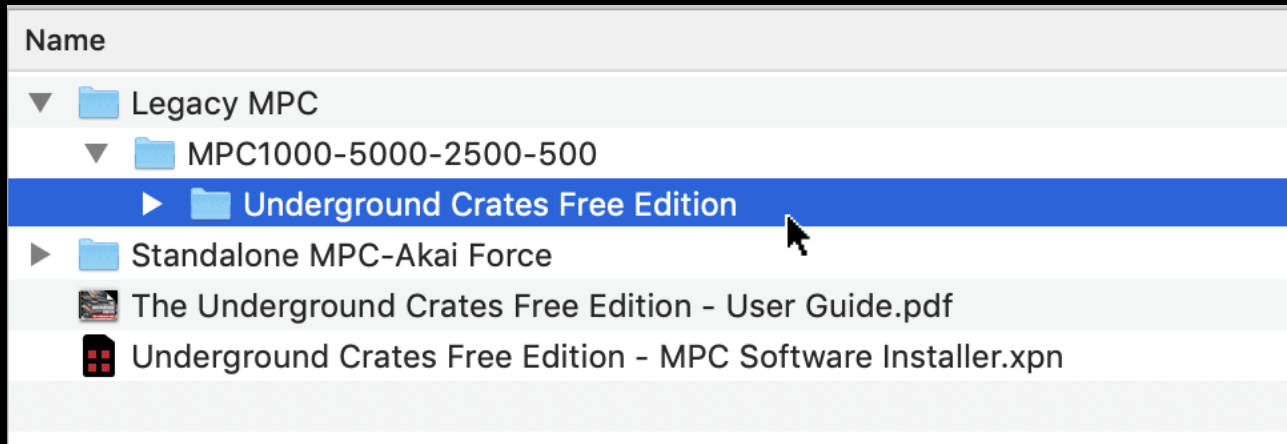 Name
Legacy MPC
MPC1000-5000-2500-500
Underground Crates Free Edition
Standalone MPC-Akai Force
The Underground Crates Free Edition - User Guide.pdf
Underground Crates Free Edition - MPC Software Installer.xpn